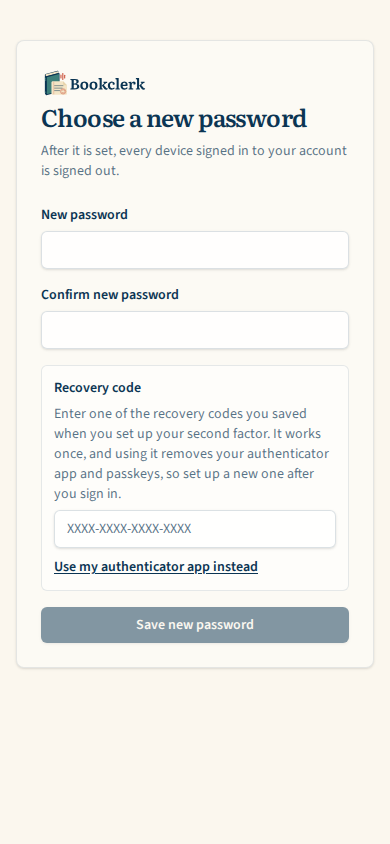 Bookclerk
Choose a new password
After it is set, every device signed in to your account
is signed out.
New password
Confirm new password
Recovery code
Enter one of the recovery codes you saved
when you set up your second factor. It works
once, and using it removes your authenticator
app and passkeys, so set up a new one after
you sign in.
XXXX-XXXX-XXXX-XXXX
Use my authenticator app instead
Save new password